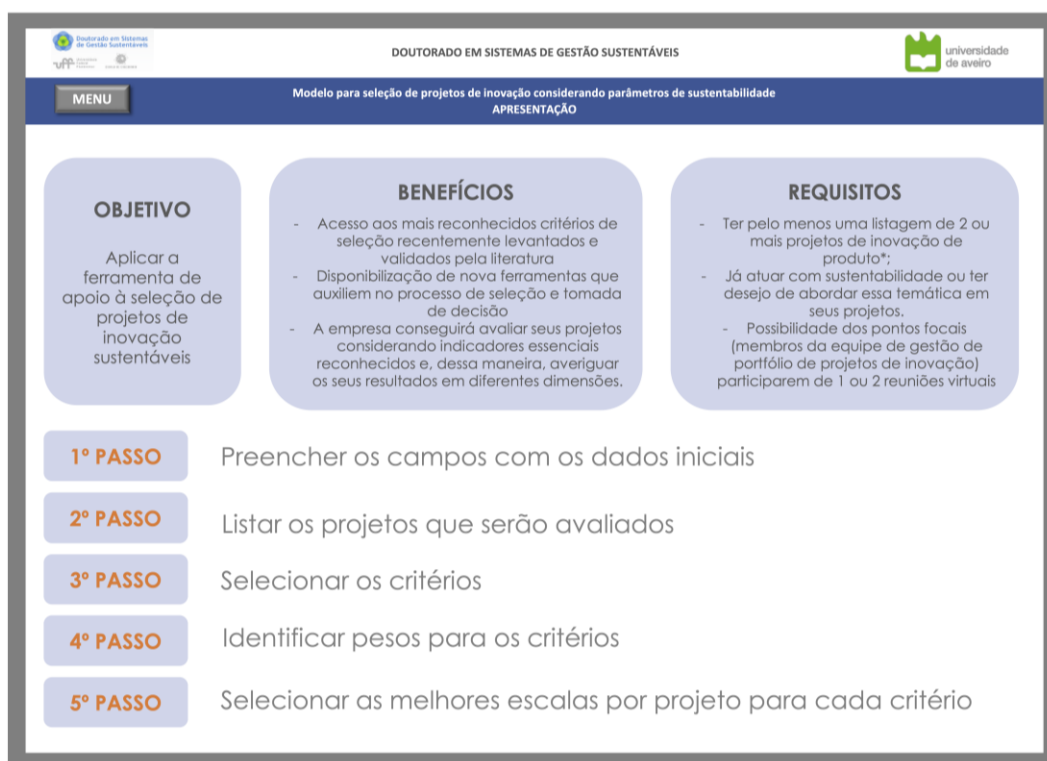 Doutorado em Sistemas
de Gestão Sustentáveis
uff
DOUTORADO EM SISTEMAS DE GESTÃO SUSTENTÁVEIS
universidade
de aveiro
MENU
Modelo para seleção de projetos de inovação considerando parâmetros de sustentabilidade
APRESENTAÇÃO
OBJETIVO
Aplicar a
ferramenta de
apoio à seleção de
projetos de
inovação
sustentáveis
BENEFÍCIOS
- Acesso aos mais reconhecidos critérios de
seleção recentemente levantados e
validados pela literatura
- Disponibilização de nova ferramentas que
auxiliem no processo de seleção e tomada
de decisão
- A empresa conseguirá avaliar seus projetos
considerando indicadores essenciais
reconhecidos e, dessa maneira, averiguar
os seus resultados em diferentes dimensões.
REQUISITOS
- Ter pelo menos uma listagem de 2 ou
mais projetos de inovação de
produto*;
- Já atuar com sustentabilidade ou ter
desejo de abordar essa temática em
seus projetos.
- Possibilidade dos pontos focais
(membros da equipe de gestão de
portfólio de projetos de inovação)
participarem de 1 ou 2 reuniões virtuais
1º PASSO Preencher os campos com os dados iniciais
2º PASSO Listar os projetos que serão avaliados
3º PASSO Selecionar os critérios
4º PASSO Identificar pesos para os critérios
5º PASSO Selecionar as melhores escalas por projeto para cada critério